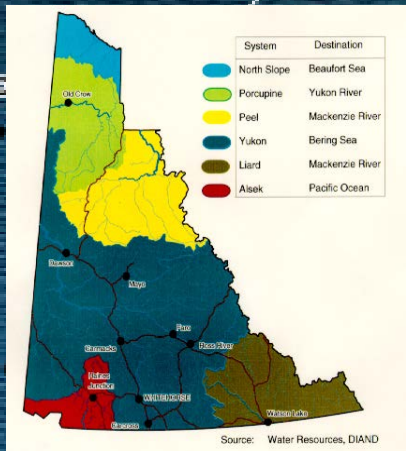 System Destination
North Slope Beaufort Sea
Porcupine Yukon River
Peel Mackenzie River
Yukon Bering Sea
Liard Mackenzie River
Alsek Pacific Ocean
Old Crow
Dawson
Mayo
Faro
Carmacks
Ross River
Haines
Junction
WHITEHORSE
Carcross
Watson Lake
Source: Water Resources, DIAND